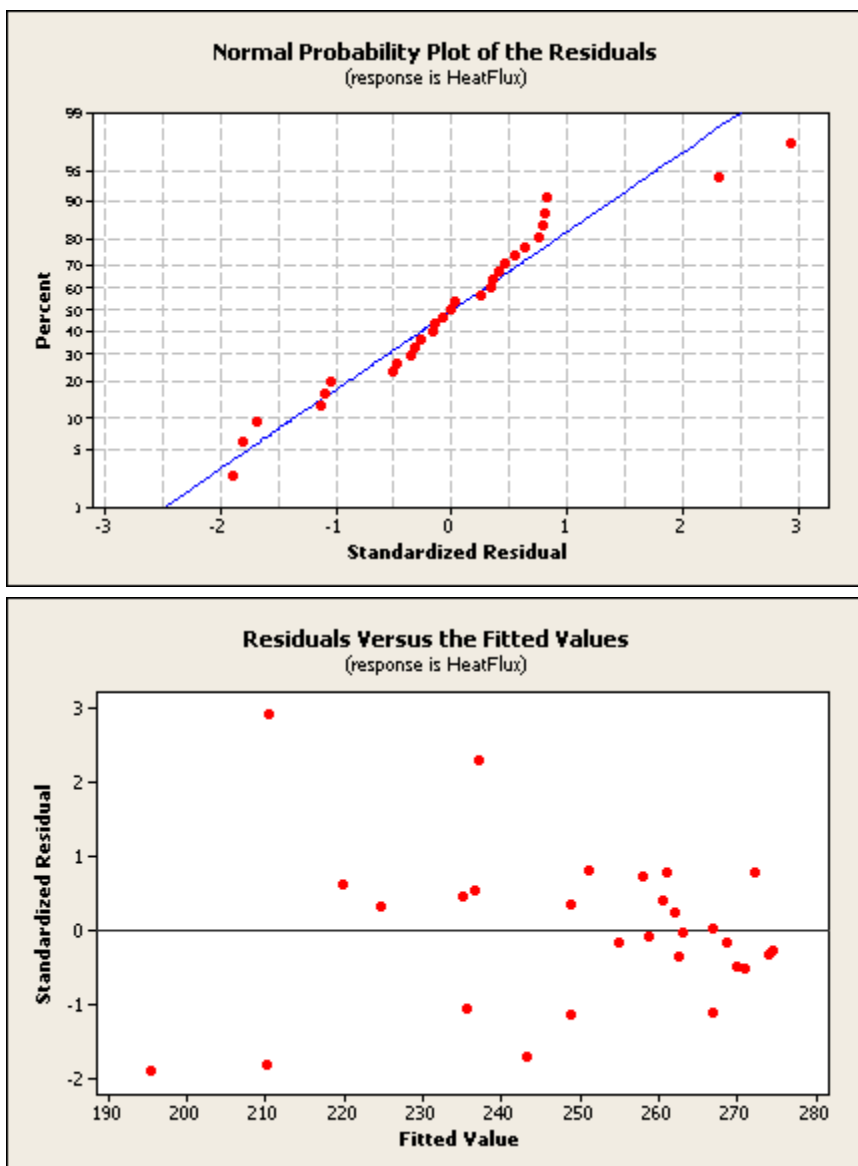 Normal Probability Plot of the Residuals
(response is HeatFlux)
Percent
99
95
90
80
70
60
50
40
30
20
10
5
1
-3 -2 -1 0 1 2 3
Standardized Residual
Residuals Versus the Fitted Values
(response is HeatFlux)
Standardized Residual
3
2
1
0
-1
-2
190 200 210 220 230 240 250 260 270 280
Fitted Value